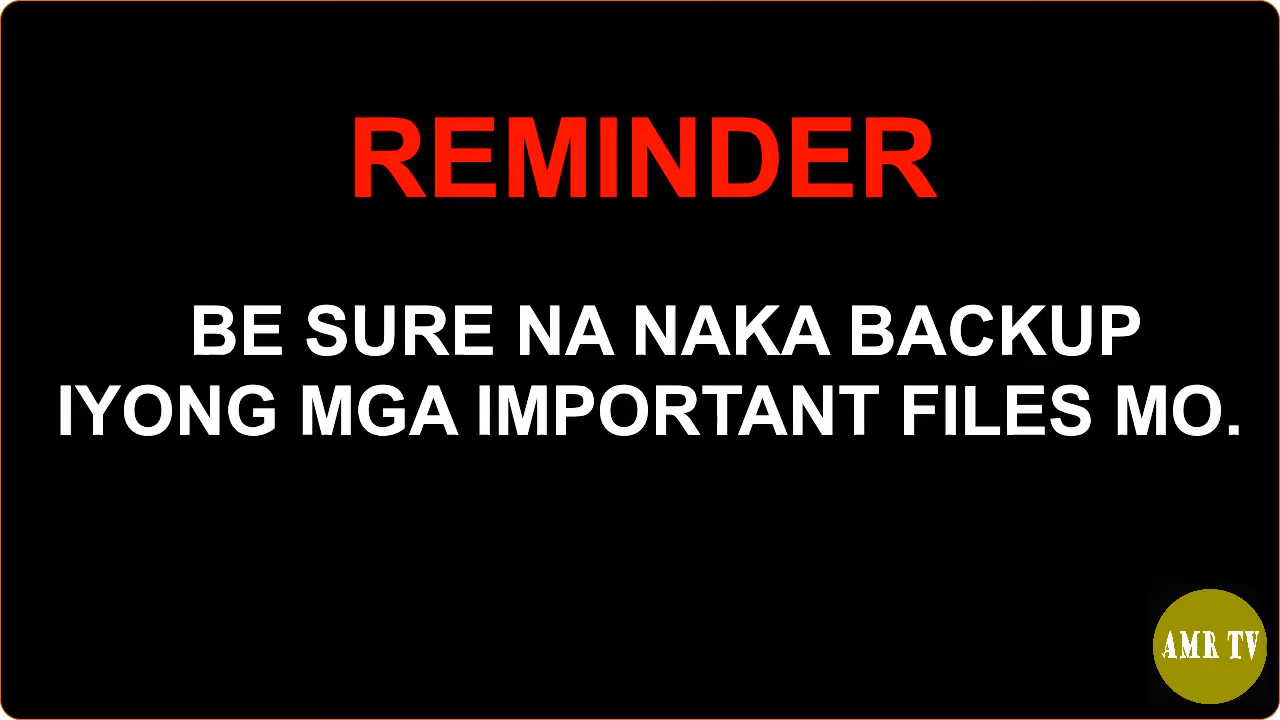 REMINDER
BE SURE NA NAKA BACKUP
IYONG MGA IMPORTANT FILES MO.
AMR TV